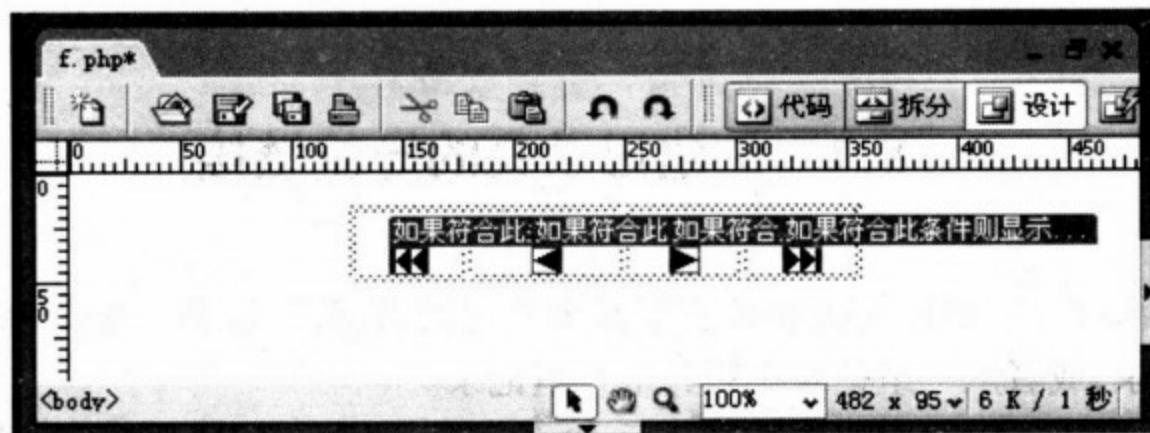 f.php*
代码 拆分 设计
0 50 100 150 200 250 300 350 400 450
0
如果符合此 如果符合此 如果符合 如果符合此条件则显示...
50
<body> 100% 482 x 95 6 K / 1 秒